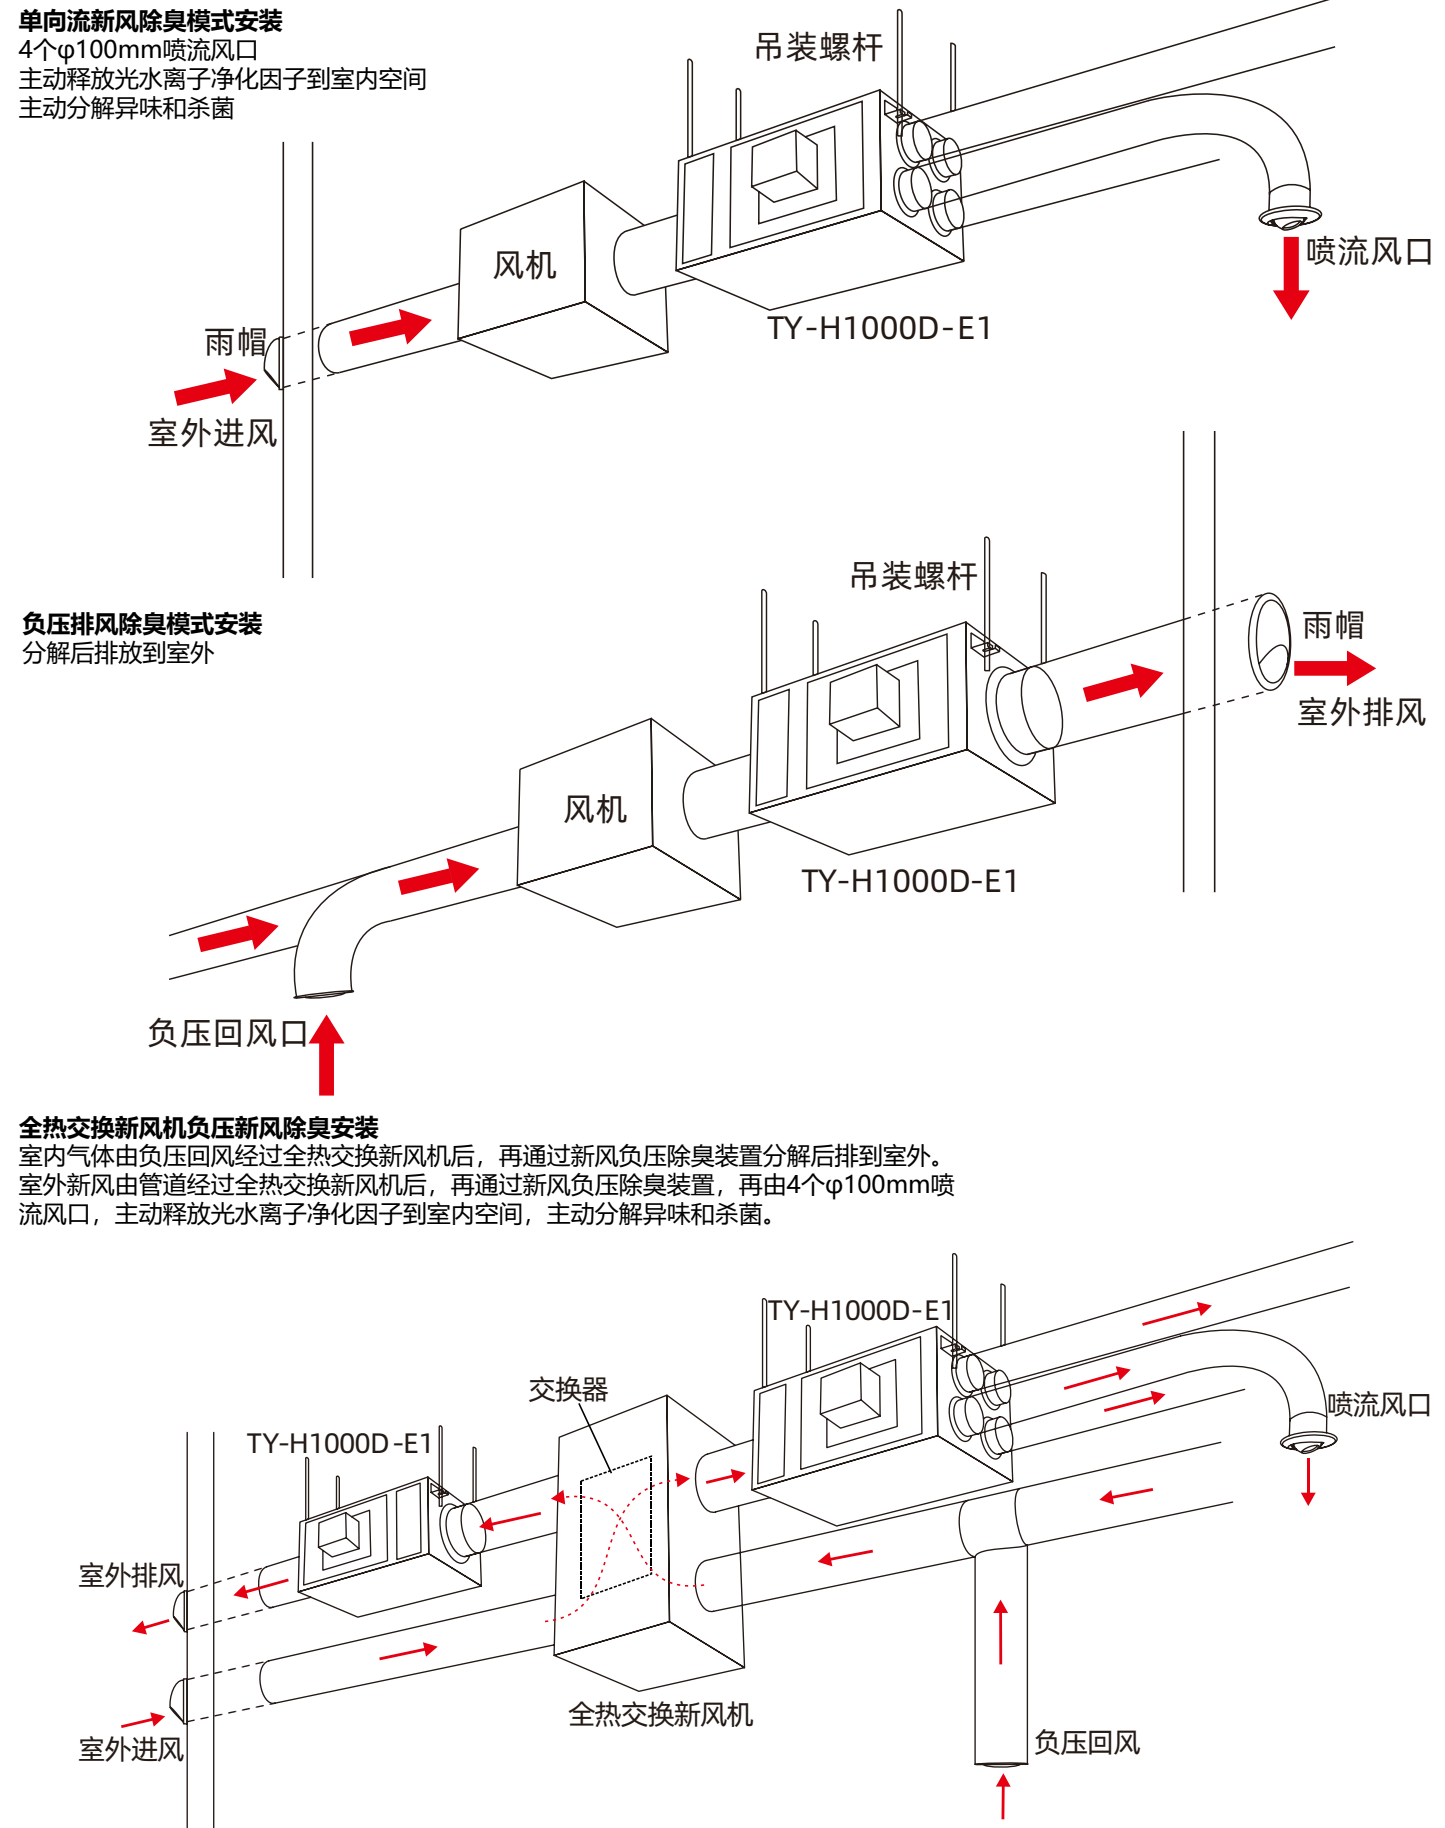 单向流新风除臭模式安装
4个φ100mm喷流风口
主动释放光水离子净化因子到室内空间
主动分解异味和杀菌
吊装螺杆
风机
喷流风口
TY-H1000D-E1
雨帽
室外进风
吊装螺杆
负压排风除臭模式安装
分解后排放到室外
雨帽
室外排风
风机
TY-H1000D-E1
负压回风口
全热交换新风机负压新风除臭安装
室内气体由负压回风经过全热交换新风机后，再通过新风负压除臭装置分解后排到室外。
室外新风由管道经过全热交换新风机后，再通过新风负压除臭装置，再由4个φ100mm喷
流风口，主动释放光水离子净化因子到室内空间，主动分解异味和杀菌。
TY-H1000D-E1
交换器
喷流风口
TY-H1000D-E1
室外排风
全热交换新风机
负压回风
室外进风